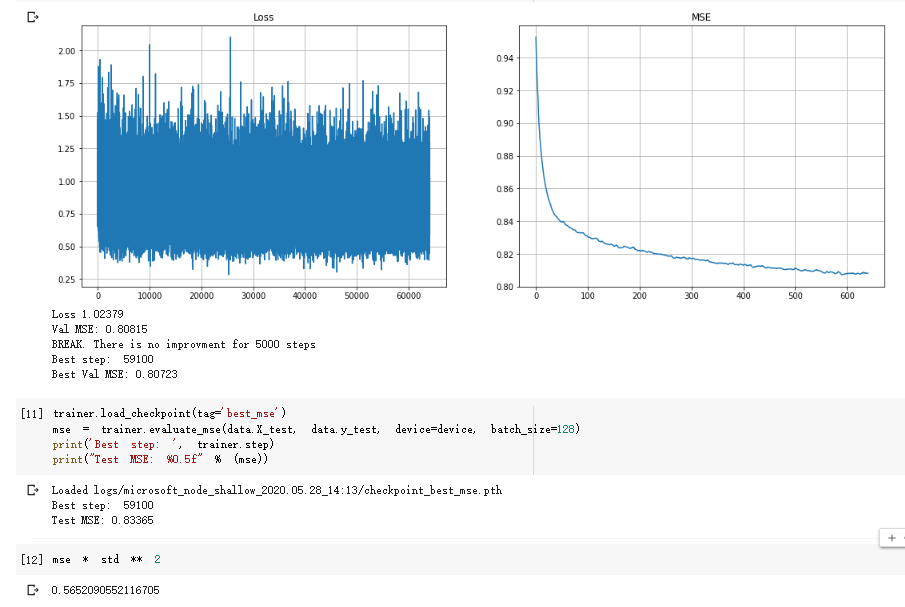 Loss
MSE
2.00
1.75
1.50
1.25
1.00
0.75
0.50
0.25
0 10000 20000 30000 40000 50000 60000
0.94
0.92
0.90
0.88
0.86
0.84
0.82
0.80
0 100 200 300 400 500 600
Loss 1.02379
Val MSE: 0.80815
BREAK. There is no improvment for 5000 steps
Best step: 59100
Best Val MSE: 0.80723
[11] trainer.load_checkpoint(tag='best_mse')
mse = trainer.evaluate_mse(data.X_test, data.y_test, device=device, batch_size=128)
print('Best step: ', trainer.step)
print("Test MSE: %0.5f" % (mse))
Loaded logs/microsoft_node_shallow_2020.05.28_14:13/checkpoint_best_mse.pth
Best step: 59100
Test MSE: 0.83365
[12] mse * std ** 2
0.5652090552116705